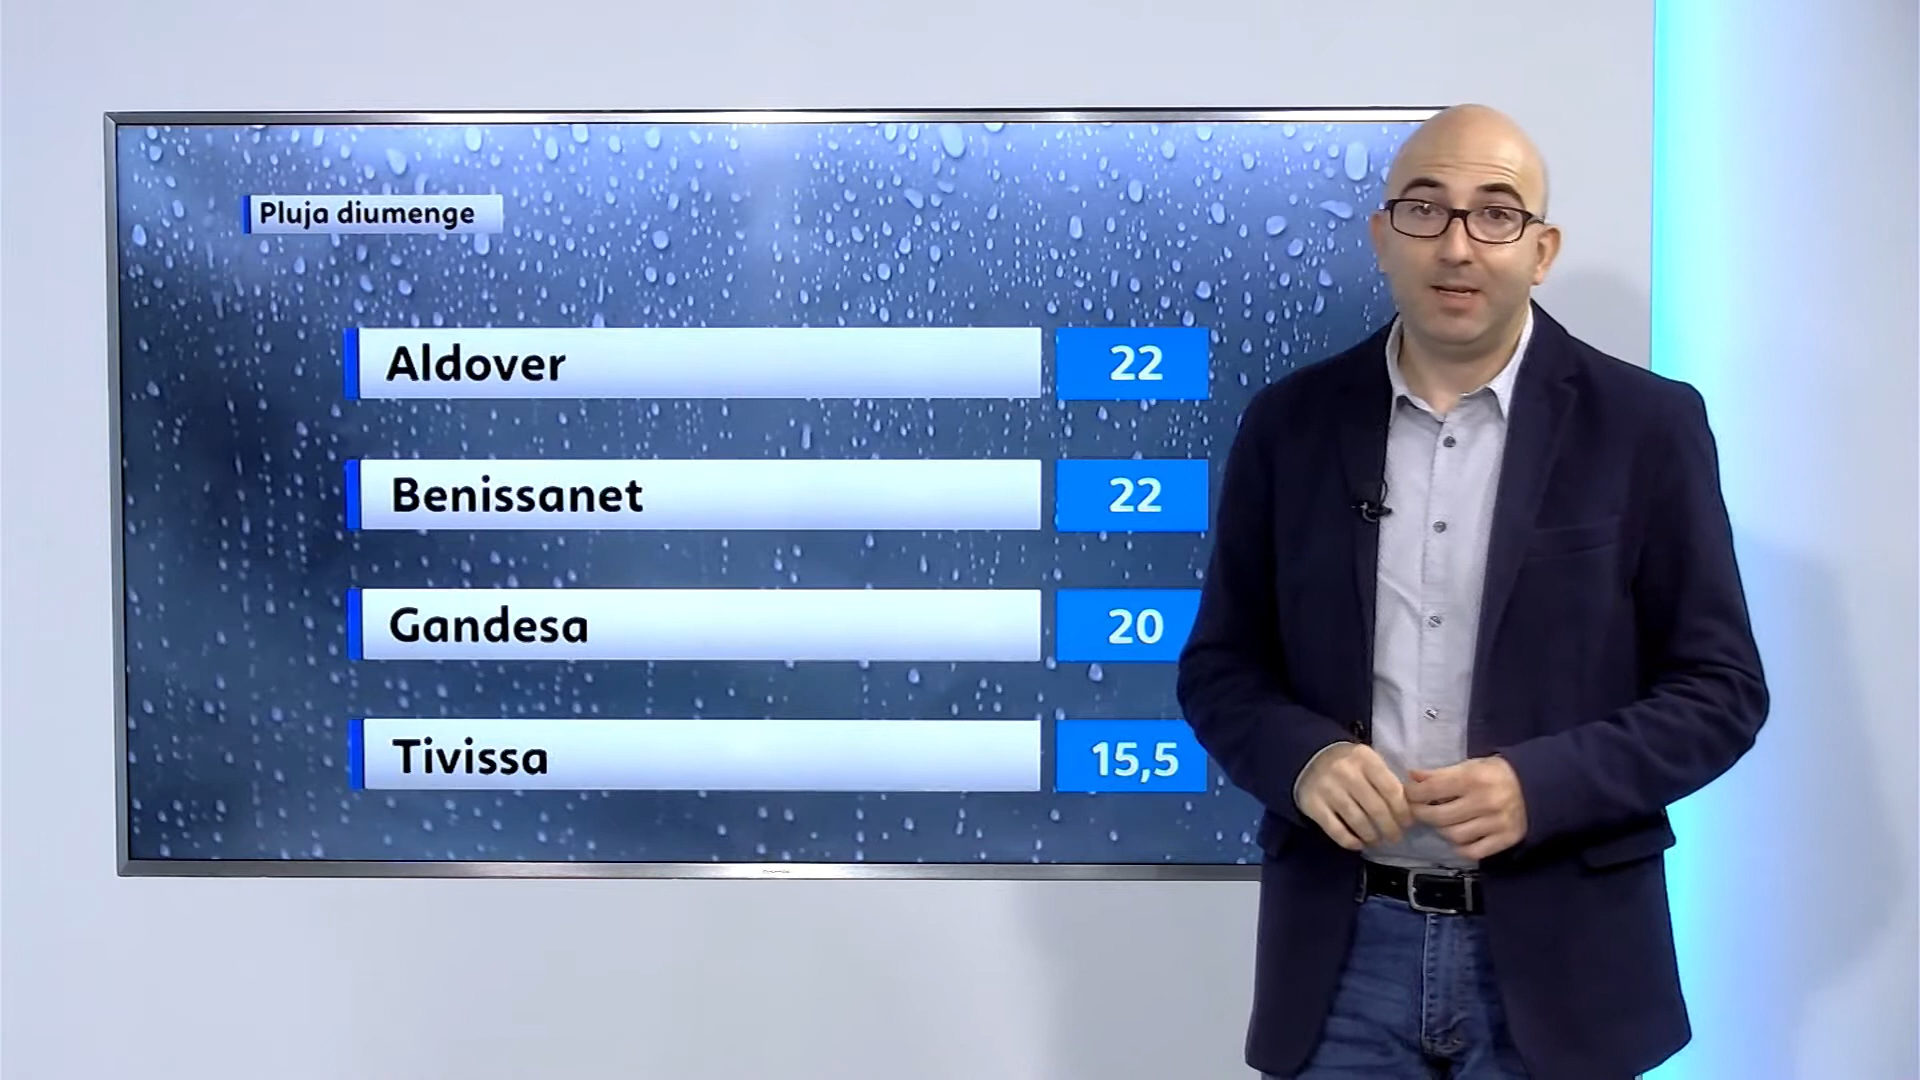 Pluja diumenge
Aldover 22
Benissanet 22
Gandesa 20
Tivissa 15,5